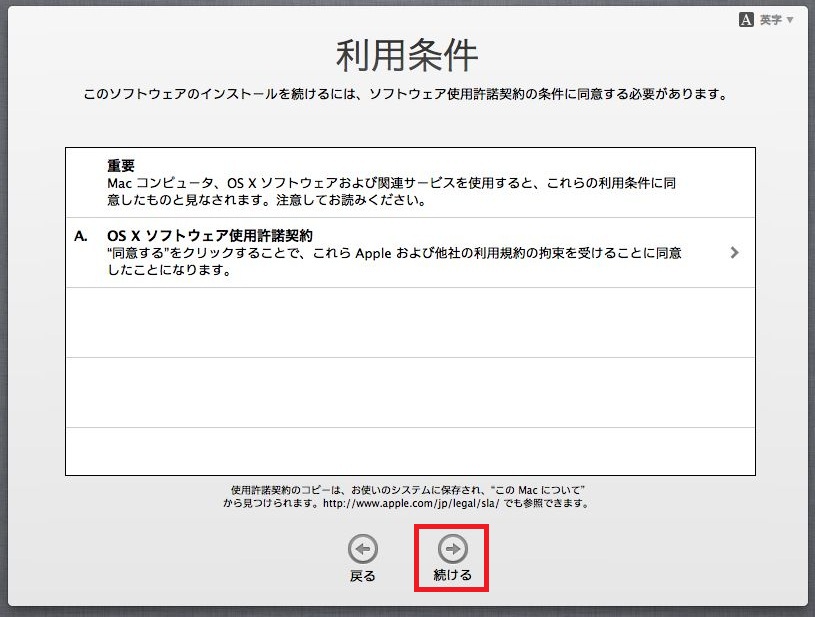 A 英字 ▼
利用条件
このソフトウェアのインストールを続けるには、ソフトウェア使用許諾契約の条件に同意する必要があります。
重要
Mac コンピュータ、OS X ソフトウェアおよび関連サービスを使用すると、これらの利用条件に同
意したものと見なされます。注意してお読みください。
A. OS X ソフトウェア使用許諾契約
“同意する”をクリックすることで、これら Apple および他社の利用規約の拘束を受けることに同意
したことになります。
使用許諾契約のコピーは、お使いのシステムに保存され、“この Mac について”
から見つけられます。http://www.apple.com/jp/legal/sla/ でも参照できます。
戻る
続ける